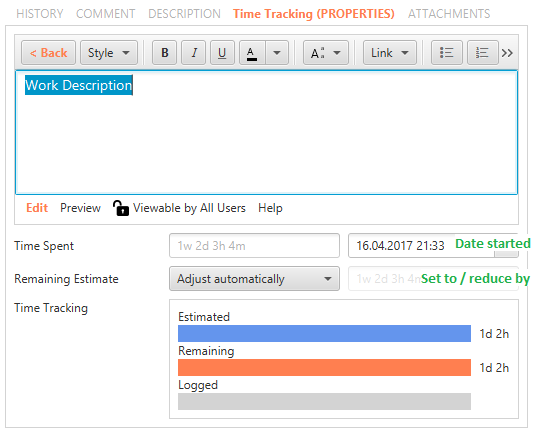 HISTORY COMMENT DESCRIPTION Time Tracking (PROPERTIES) ATTACHMENTS
< Back Style B I U A A Link >>
Work Description
Edit Preview Viewable by All Users Help
Time Spent 1w 2d 3h 4m 16.04.2017 21:33 Date started
Remaining Estimate Adjust automatically 1w 2d 3h 4m Set to / reduce by
Time Tracking
Estimated
1d 2h
Remaining
1d 2h
Logged